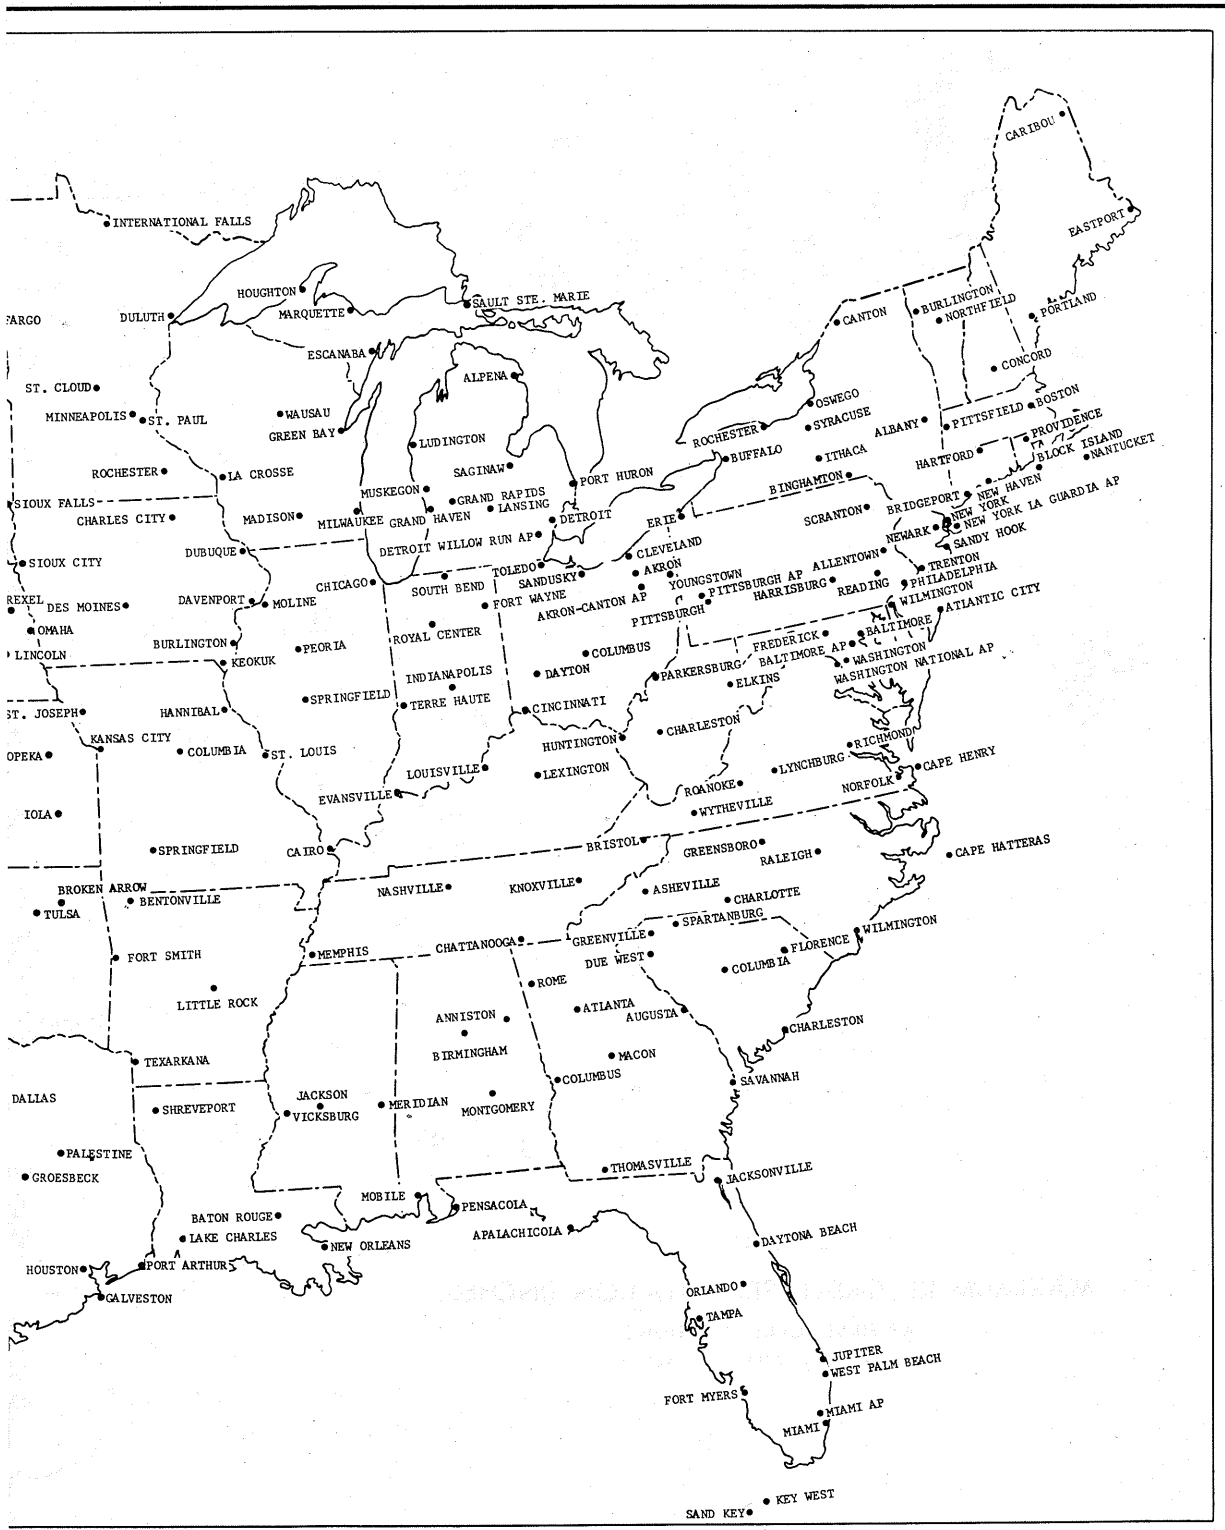 CARIBOU
EASTPORT
INTERNATIONAL FALLS
HOUGHTON
SAULT STE. MARIE
BURLINGTON
NORTHFIELD
PORTLAND
FARGO
DULUTH
MARQUETTE
CANTON
ESCANABA
CONCORD
ST. CLOUD
ALPENA
OSWEGO
BOSTON
MINNEAPOLIS
ST. PAUL
WAUSAU
GREEN BAY
LUDINGTON
ROCHESTER
SYRACUSE
ALBANY
PITTSFIELD
PROVIDENCE
BUFFALO
ITHACA
HARTFORD
BLOCK ISLAND
NANTUCKET
ROCHESTER
LA CROSSE
SAGINAW
PORT HURON
BINGHAMTON
NEW HAVEN
SIOUX FALLS
MUSKEGON
GRAND RAPIDS
LANSING
BRIDGEPORT
NEW YORK
NEW YORK LA GUARDIA AP
CHARLES CITY
MADISON
MILWAUKEE
GRAND HAVEN
DETROIT
ERIE
SCRANTON
NEWARK
SANDY HOOK
DUBUQUE
DETROIT WILLOW RUN AP
CLEVELAND
ALLENTOWN
TRENTON
SIOUX CITY
TOLEDO
SANDUSKY
AKRON
YOUNGSTOWN
PITTSBURGH AP
HARRISBURG
READING
PHILADELPHIA
CHICAGO
SOUTH BEND
FORT WAYNE
AKRON-CANTON AP
PITTSBURGH
WILMINGTON
ATLANTIC CITY
REXEL
DES MOINES
DAVENPORT
MOLINE
OMAHA
BURLINGTON
PEORIA
ROYAL CENTER
COLUMBUS
FREDERICK
BALTIMORE
BALTIMORE AP
WASHINGTON
WASHINGTON NATIONAL AP
LINCOLN
KEOKUK
INDIANAPOLIS
DAYTON
PARKERSBURG
ELKINS
SPRINGFIELD
TERRE HAUTE
ST. JOSEPH
HANNIBAL
CINCINNATI
CHARLESTON
KANSAS CITY
OPEKA
COLUMBIA
ST. LOUIS
HUNTINGTON
RICHMOND
LOUISVILLE
LEXINGTON
LYNCHBURG
CAPE HENRY
EVANSVILLE
ROANOKE
NORFOLK
WYTHEVILLE
IOLA
SPRINGFIELD
CAIRO
BRISTOL
GREENSBORO
RALEIGH
CAPE HATTERAS
BROKEN ARROW
BENTONVILLE
NASHVILLE
KNOXVILLE
ASHEVILLE
CHARLOTTE
TULSA
SPARTANBURG
GREENVILLE
WILMINGTON
FORT SMITH
MEMPHIS
CHATTANOOGA
FLORENCE
DUE WEST
COLUMBIA
LITTLE ROCK
ROME
ANNISTON
ATLANTA
AUGUSTA
CHARLESTON
BIRMINGHAM
MACON
TEXARKANA
COLUMBUS
SAVANNAH
DALLAS
SHREVEPORT
JACKSON
VICKSBURG
MERIDIAN
MONTGOMERY
PALESTINE
GROESBECK
THOMASVILLE
JACKSONVILLE
MOBILE
BATON ROUGE
PENSACOLA
APALACHICOLA
LAKE CHARLES
NEW ORLEANS
DAYTONA BEACH
HOUSTON
PORT ARTHUR
GALVESTON
ORLANDO
TAMPA
JUPITER
WEST PALM BEACH
FORT MYERS
MIAMI AP
MIAMI
KEY WEST
SAND KEY